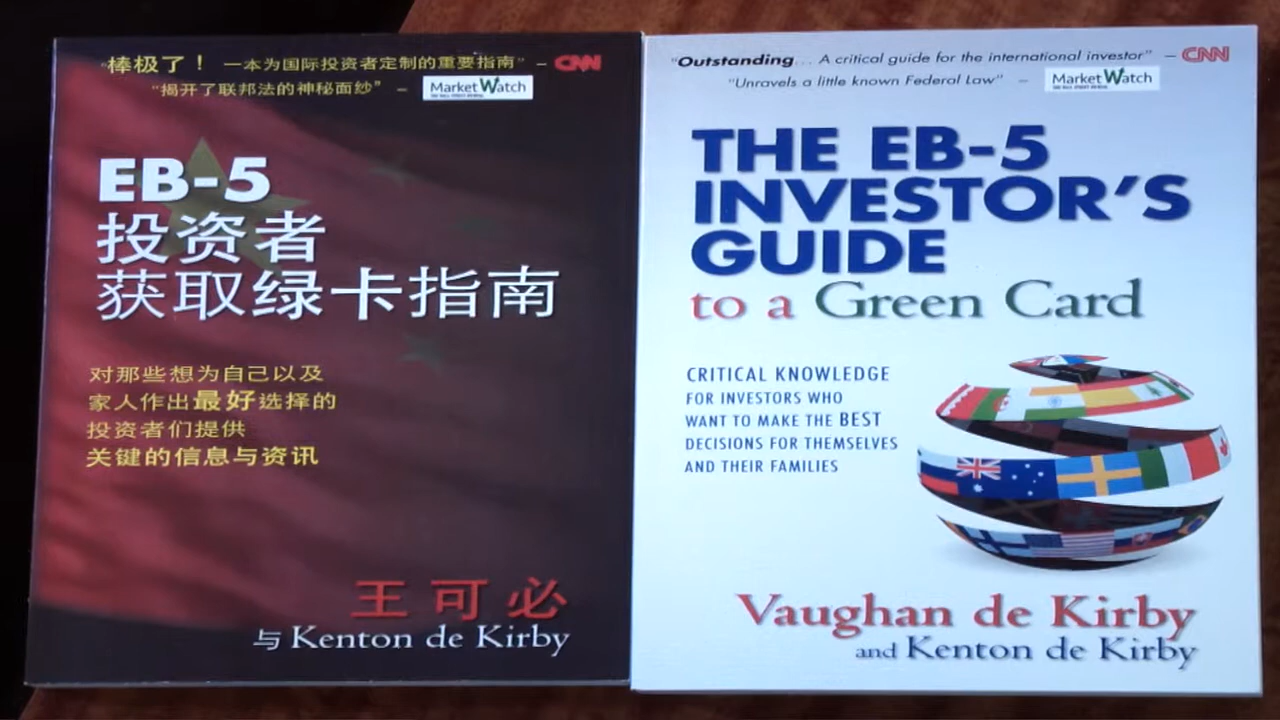 “棒极了！ 一本为国际投资者定制的重要指南” – CNN
“揭开了联邦法的神秘面纱” – MarketWatch
EB-5
投资者
获取绿卡指南
对那些想为自己以及
家人作出最好选择的
投资者们提供
关键的信息与资讯
王可必
与 Kenton de Kirby
“Outstanding... A critical guide for the international investor” – CNN
“Unravels a little known Federal Law” – MarketWatch
THE EB-5
INVESTOR’S
GUIDE
to a Green Card
CRITICAL KNOWLEDGE
FOR INVESTORS WHO
WANT TO MAKE THE BEST
DECISIONS FOR THEMSELVES
AND THEIR FAMILIES
Vaughan de Kirby
and Kenton de Kirby